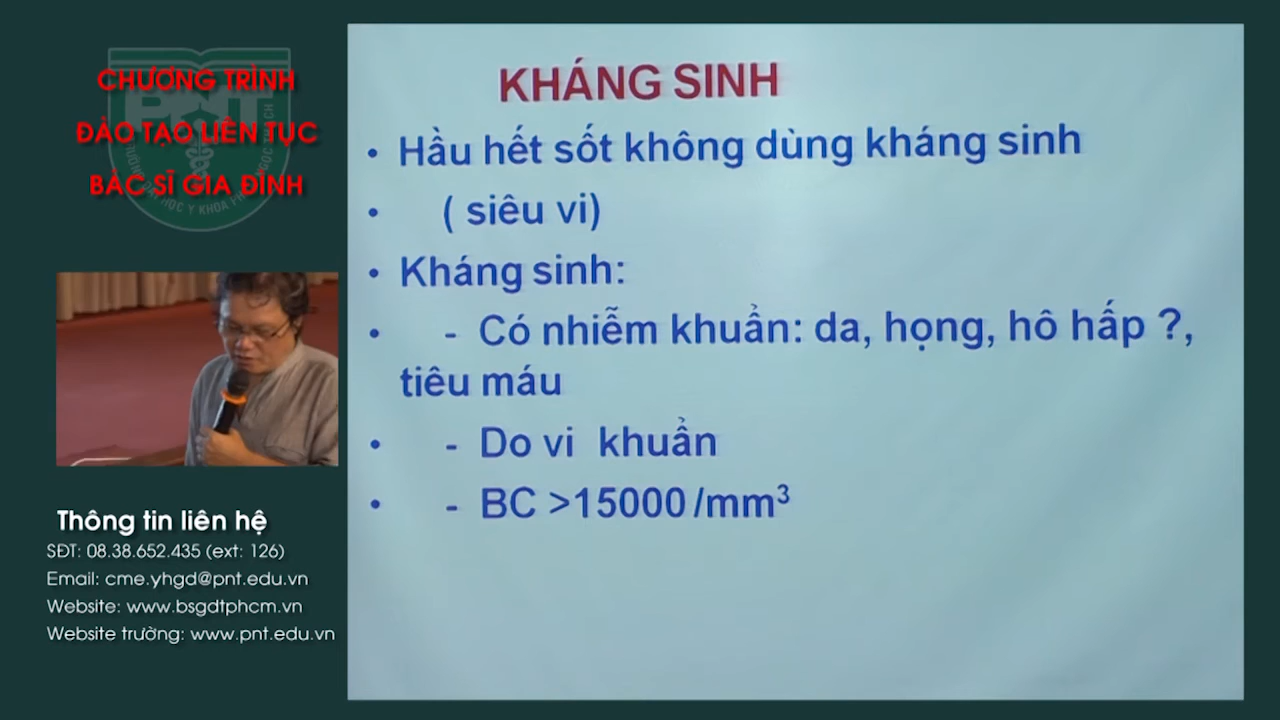 CHƯƠNG TRÌNH
ĐÀO TẠO LIÊN TỤC
BÁC SĨ GIA ĐÌNH
PNT
Thông tin liên hệ
SĐT: 08.38.652.435 (ext: 126)
Email: cme.yhgd@pnt.edu.vn
Website: www.bsgdtphcm.vn
Website trường: www.pnt.edu.vn
KHÁNG SINH
• Hầu hết sốt không dùng kháng sinh
• ( siêu vi)
• Kháng sinh:
• - Có nhiễm khuẩn: da, họng, hô hấp ?,
tiêu máu
• - Do vi khuẩn
• - BC >15000/mm³